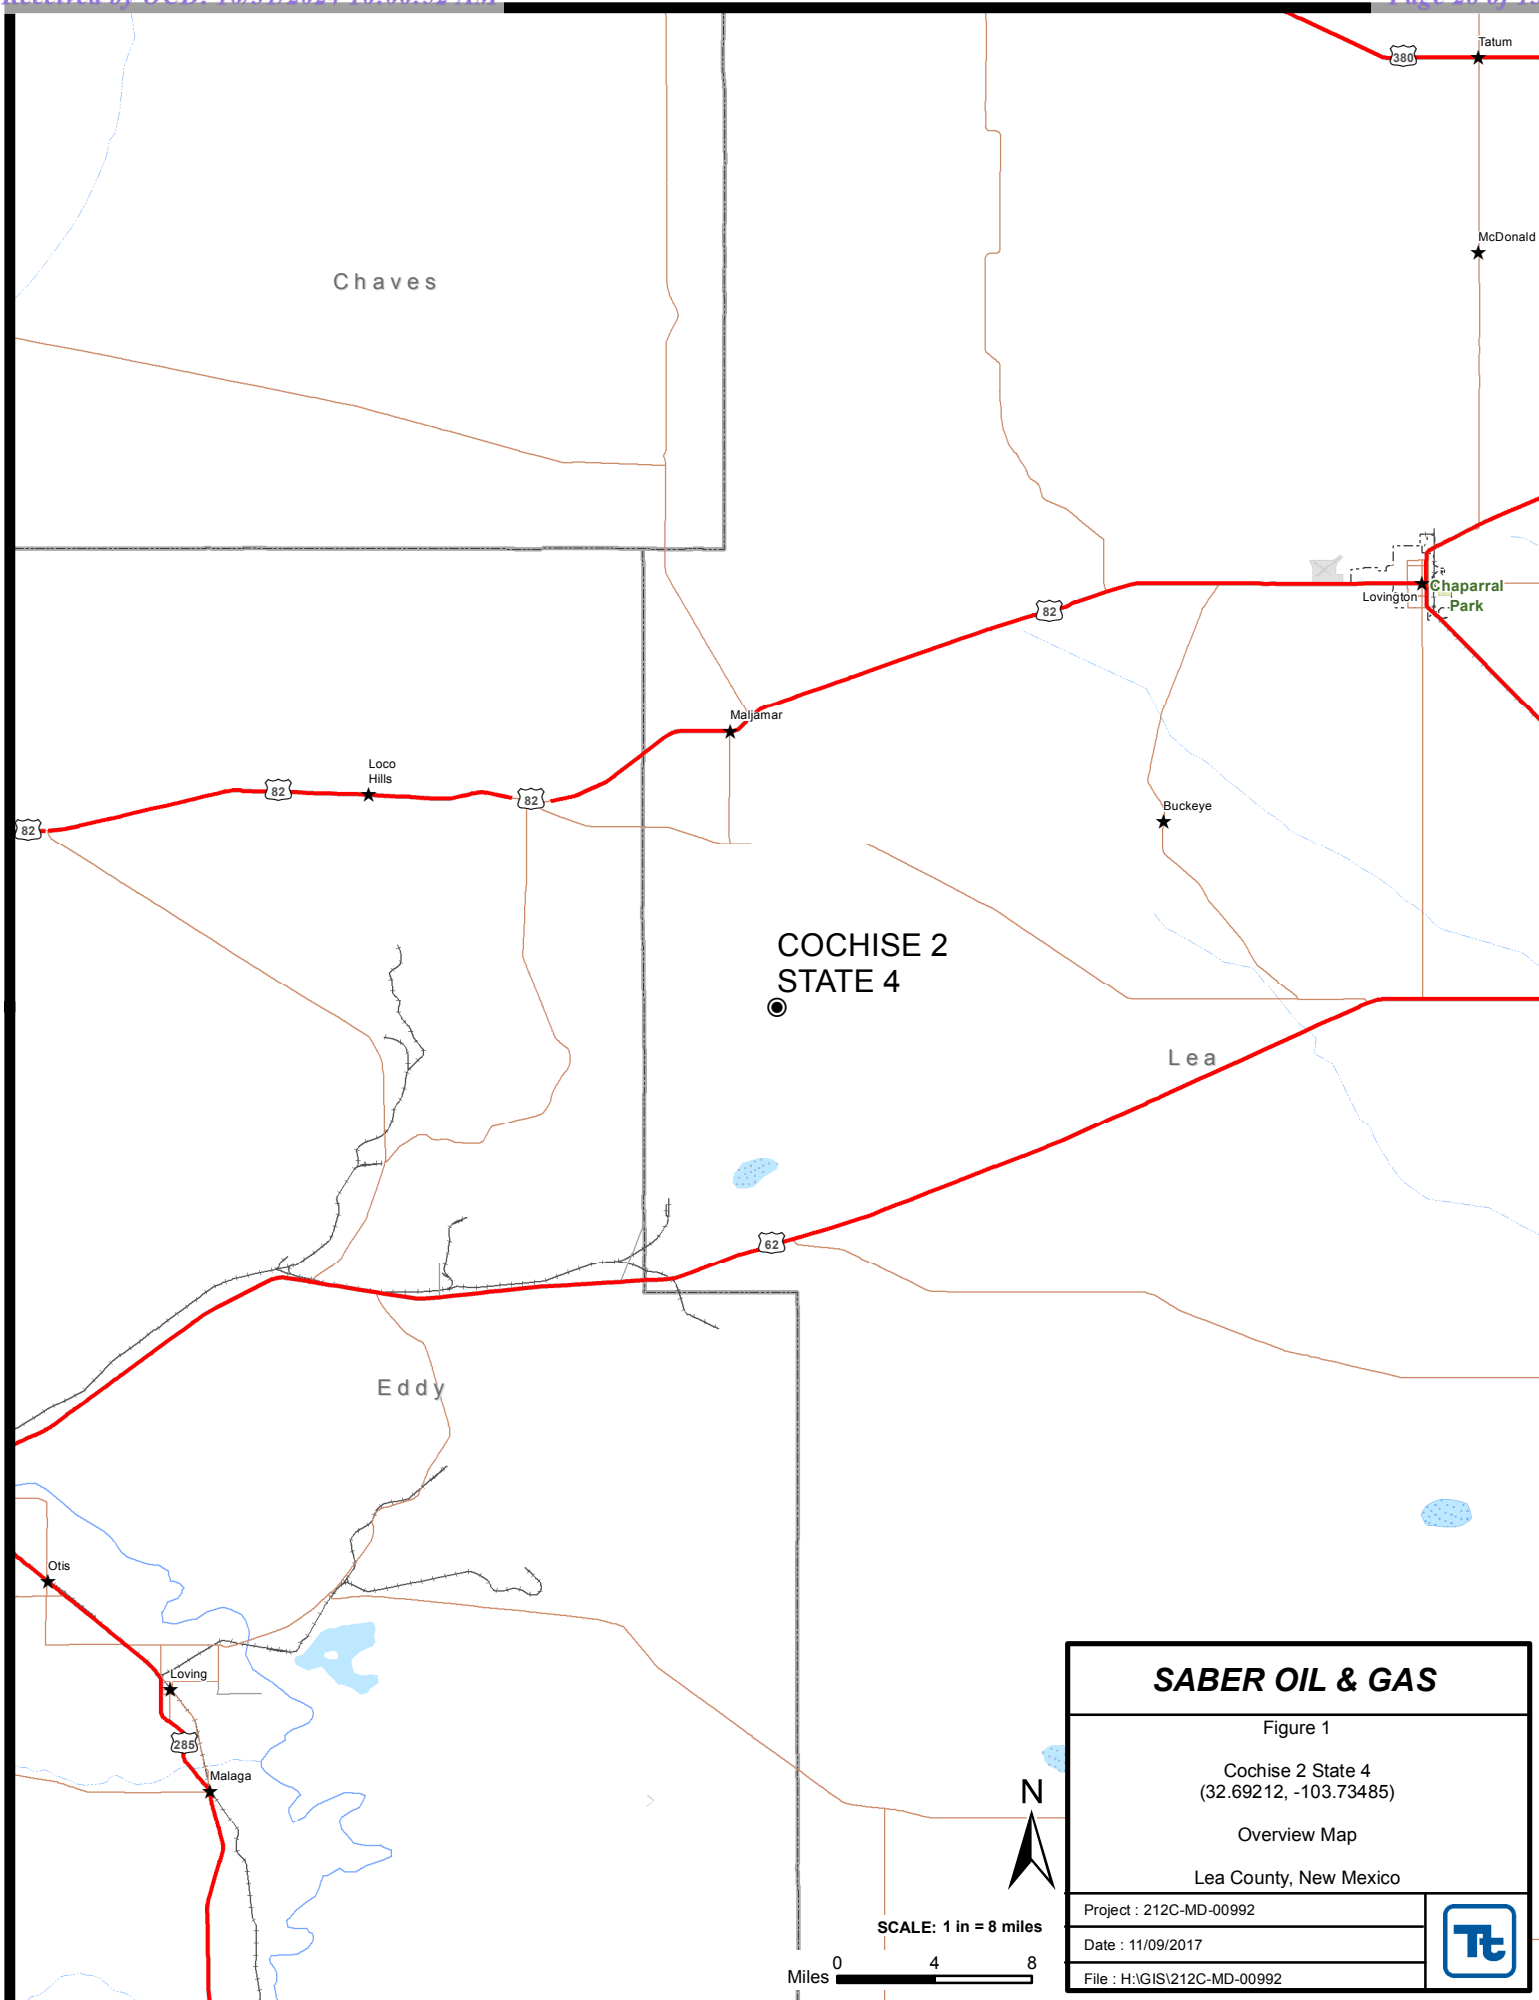 Tatum
380
McDonald
Chaves
Lovington
Chaparral
Park
82
Maljamar
Loco
Hills
82
82
82
Buckeye
COCHISE 2
STATE 4
Lea
62
Eddy
Otis
Loving
285
Malaga
N
SCALE: 1 in = 8 miles
0 4 8
Miles
SABER OIL & GAS
Figure 1
Cochise 2 State 4
(32.69212, -103.73485)
Overview Map
Lea County, New Mexico
Project : 212C-MD-00992
Date : 11/09/2017
File : H:\GIS\212C-MD-00992
Tt